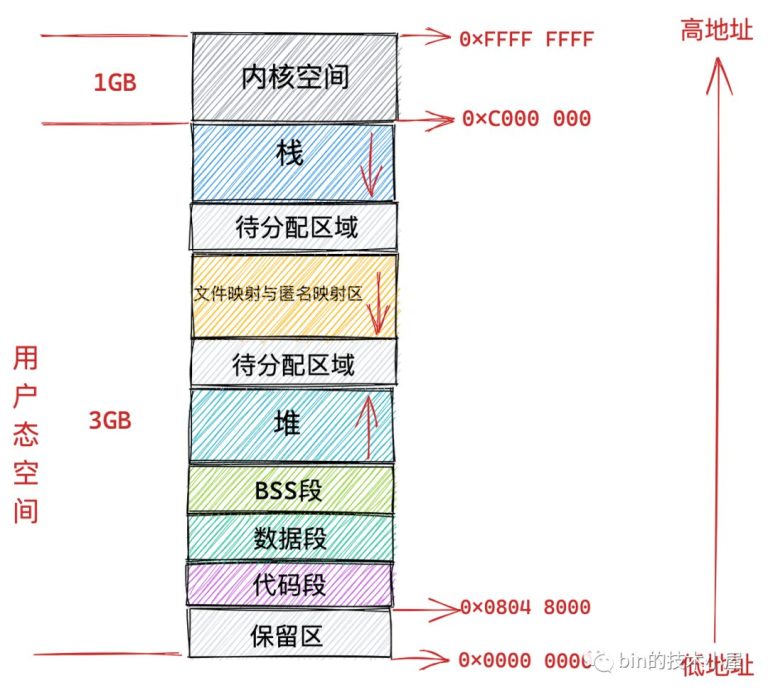 高地址
0×FFFF FFFF
内核空间
1GB
0×C000 000
栈
待分配区域
文件映射与匿名映射区
待分配区域
用户态空间
3GB
堆
BSS段
数据段
代码段
0×0804 8000
保留区
0×0000 0000
bin的技术小屋
低地址